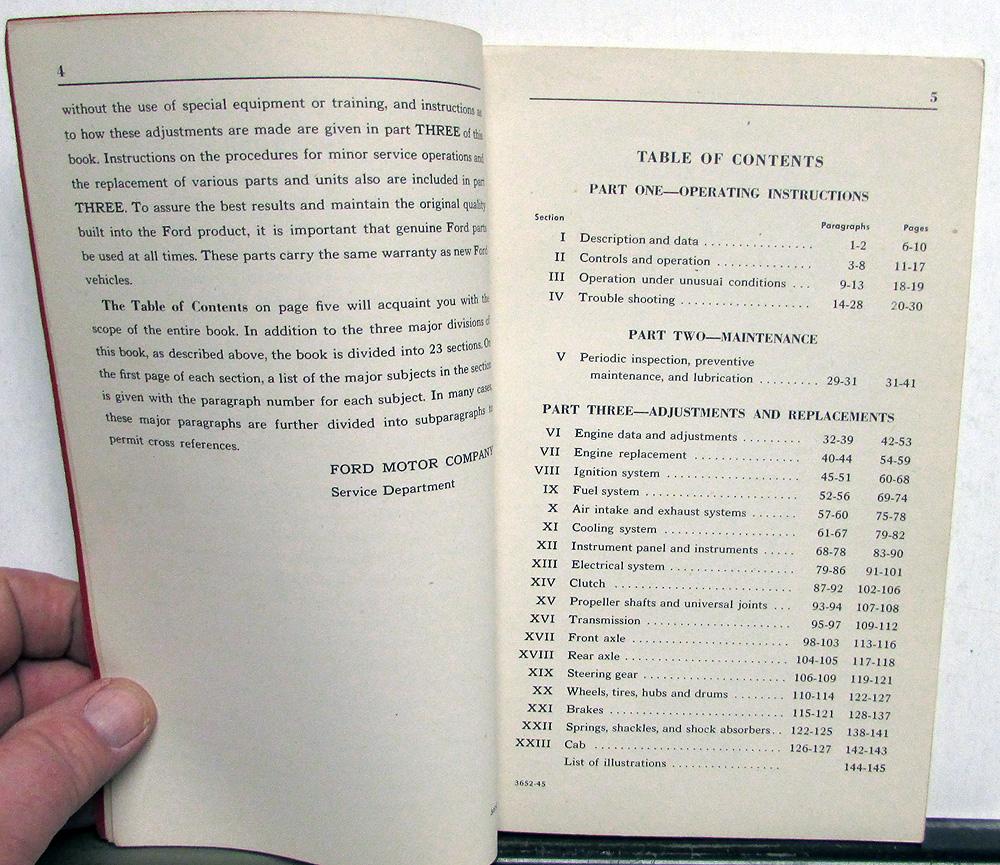 4
without the use of special equipment or training, and instructions as
to how these adjustments are made are given in part THREE of this
book. Instructions on the procedures for minor service operations and
the replacement of various parts and units also are included in part
THREE. To assure the best results and maintain the original quality
built into the Ford product, it is important that genuine Ford parts
be used at all times. These parts carry the same warranty as new Ford
vehicles.
The Table of Contents on page five will acquaint you with the
scope of the entire book. In addition to the three major divisions of
this book, as described above, the book is divided into 23 sections. On
the first page of each section, a list of the major subjects in the section
is given with the paragraph number for each subject. In many cases,
these major paragraphs are further divided into subparagraphs to
permit cross references.
FORD MOTOR COMPANY
Service Department
5
TABLE OF CONTENTS
PART ONE—OPERATING INSTRUCTIONS
Section Paragraphs Pages
I Description and data ............... 1-2 6-10
II Controls and operation ............. 3-8 11-17
III Operation under unusual conditions ... 9-13 18-19
IV Trouble shooting ................. 14-28 20-30
PART TWO—MAINTENANCE
V Periodic inspection, preventive
maintenance, and lubrication ......... 29-31 31-41
PART THREE—ADJUSTMENTS AND REPLACEMENTS
VI Engine data and adjustments ......... 32-39 42-53
VII Engine replacement ................ 40-44 54-59
VIII Ignition system .................... 45-51 60-68
IX Fuel system ....................... 52-56 69-74
X Air intake and exhaust systems ....... 57-60 75-78
XI Cooling system .................... 61-67 79-82
XII Instrument panel and instruments ..... 68-78 83-90
XIII Electrical system .................. 79-86 91-101
XIV Clutch .......................... 87-92 102-106
XV Propeller shafts and universal joints ... 93-94 107-108
XVI Transmission ..................... 95-97 109-112
XVII Front axle ....................... 98-103 113-116
XVIII Rear axle ........................ 104-105 117-118
XIX Steering gear ..................... 106-109 119-121
XX Wheels, tires, hubs and drums ........ 110-114 122-127
XXI Brakes .......................... 115-121 128-137
XXII Springs, shackles, and shock absorbers.. 122-125 138-141
XXIII Cab ............................ 126-127 142-143
List of illustrations ................ 144-145
3652-45